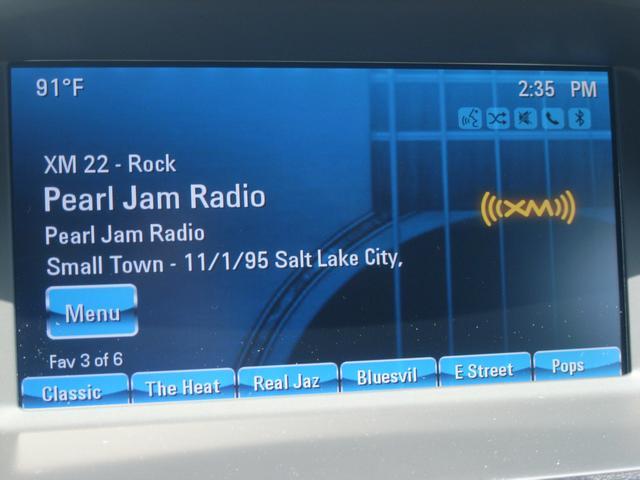 91°F
2:35 PM
XM 22 - Rock
Pearl Jam Radio
((XM))
Pearl Jam Radio
Small Town - 11/1/95 Salt Lake City,
Menu
Fav 3 of 6
Classic
The Heat
Real Jaz
Bluesvil
E Street
Pops